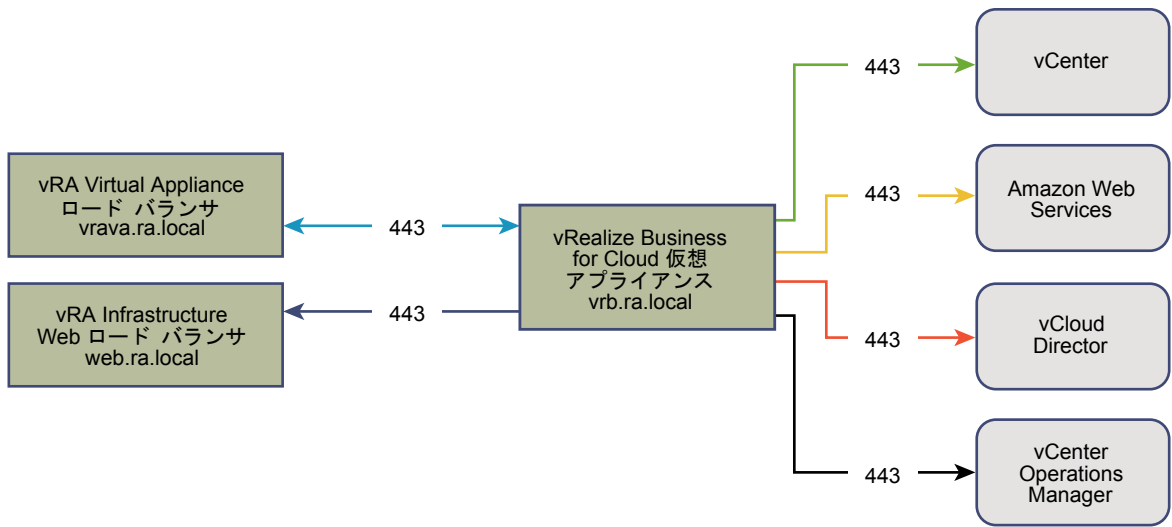 vRA Virtual Appliance
ロード バランサ
vrava.ra.local
443
vRA Infrastructure
Web ロード バランサ
web.ra.local
443
vRealize Business
for Cloud 仮想
アプライアンス
vrb.ra.local
443
vCenter
443
Amazon Web
Services
443
vCloud
Director
443
vCenter
Operations
Manager